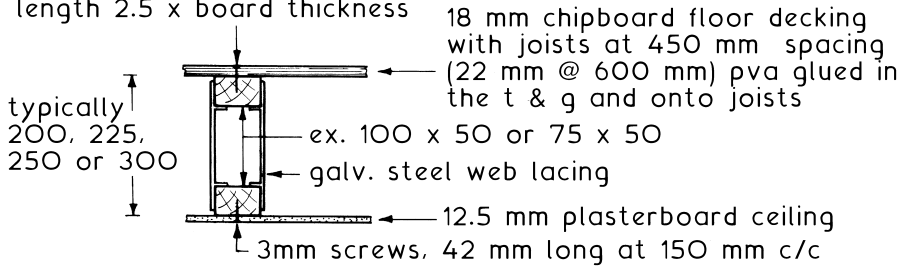 length 2.5 x board thickness
18 mm chipboard floor decking
with joists at 450 mm spacing
(22 mm @ 600 mm) pva glued in
the t & g and onto joists
typically
200, 225,
250 or 300
ex. 100 x 50 or 75 x 50
galv. steel web lacing
12.5 mm plasterboard ceiling
3mm screws, 42 mm long at 150 mm c/c